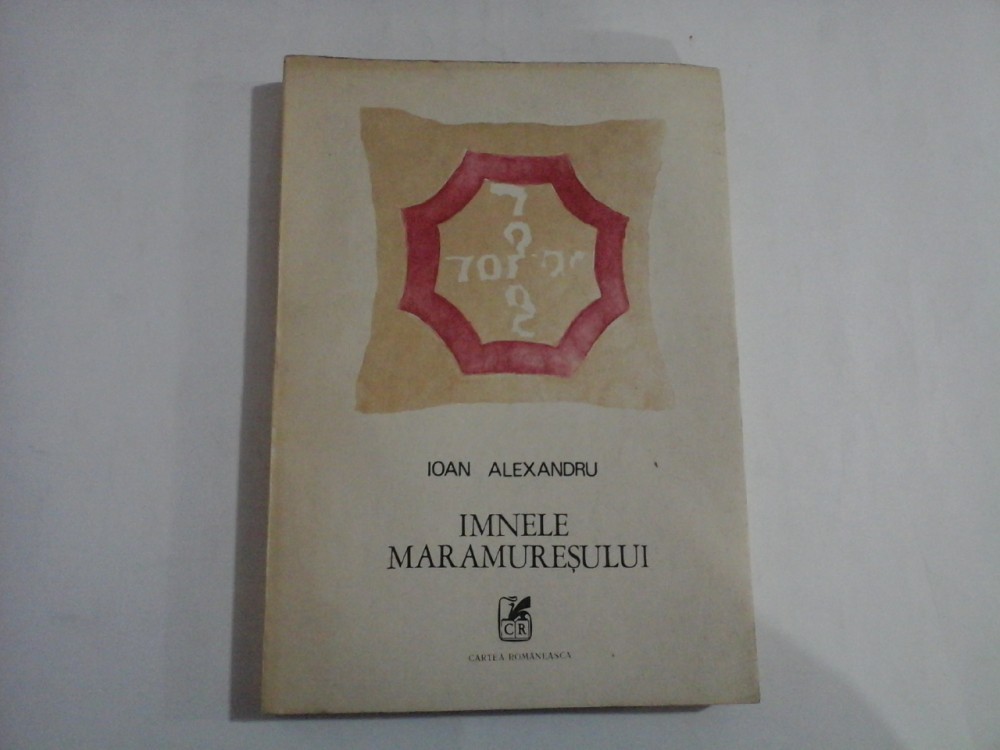 IOAN ALEXANDRU
IMNELE
MARAMUREȘULUI
CR
CARTEA ROMÂNEASCĂ